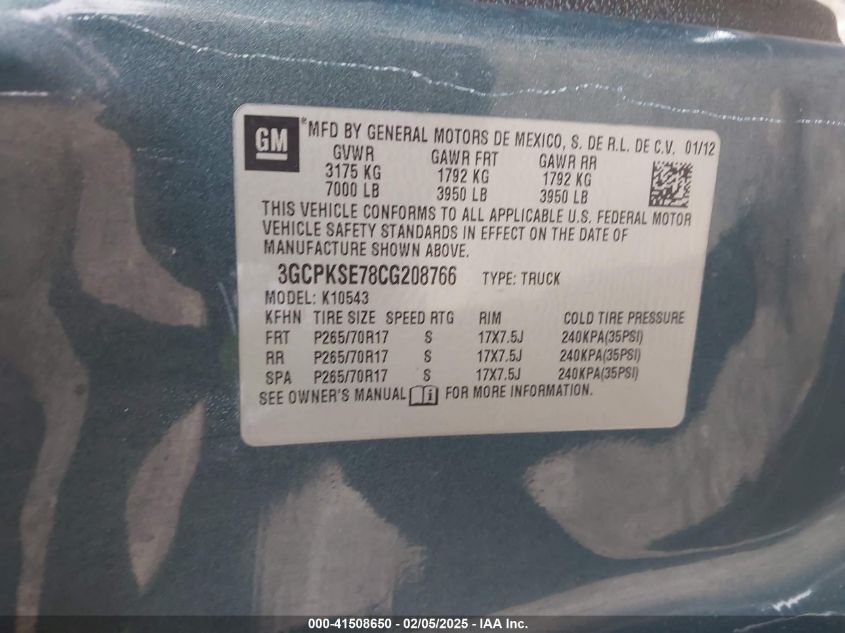 GM *MFD BY GENERAL MOTORS DE MEXICO, S. DE R.L. DE C.V. 01/12
GVWR GAWR FRT GAWR RR
3175 KG 1792 KG 1792 KG
7000 LB 3950 LB 3950 LB
THIS VEHICLE CONFORMS TO ALL APPLICABLE U.S. FEDERAL MOTOR
VEHICLE SAFETY STANDARDS IN EFFECT ON THE DATE OF
MANUFACTURE SHOWN ABOVE.
3GCPKSE78CG208766 TYPE: TRUCK
MODEL: K10543
KFHN TIRE SIZE SPEED RTG RIM COLD TIRE PRESSURE
FRT P265/70R17 S 17X7.5J 240KPA(35PSI)
RR P265/70R17 S 17X7.5J 240KPA(35PSI)
SPA P265/70R17 S 17X7.5J 240KPA(35PSI)
SEE OWNER'S MANUAL i FOR MORE INFORMATION.
000-41508650 - 02/05/2025 - IAA Inc.